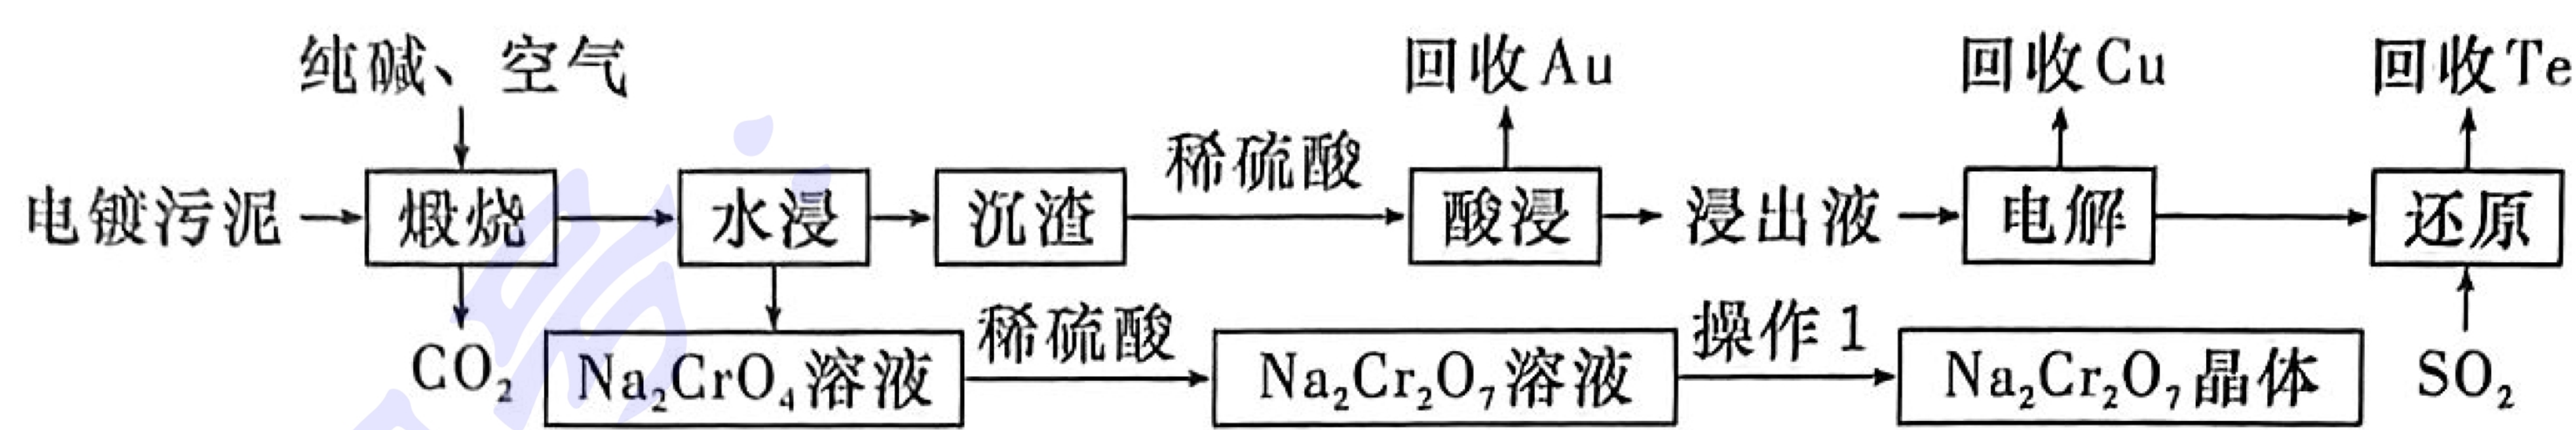 纯碱、空气
回收Au
回收Cu
回收Te
电镀污泥
煅烧
水浸
沉渣
稀硫酸
酸浸
浸出液
电解
还原
CO₂
Na₂CrO₄溶液
稀硫酸
Na₂Cr₂O₇溶液
操作1
Na₂Cr₂O₇晶体
SO₂